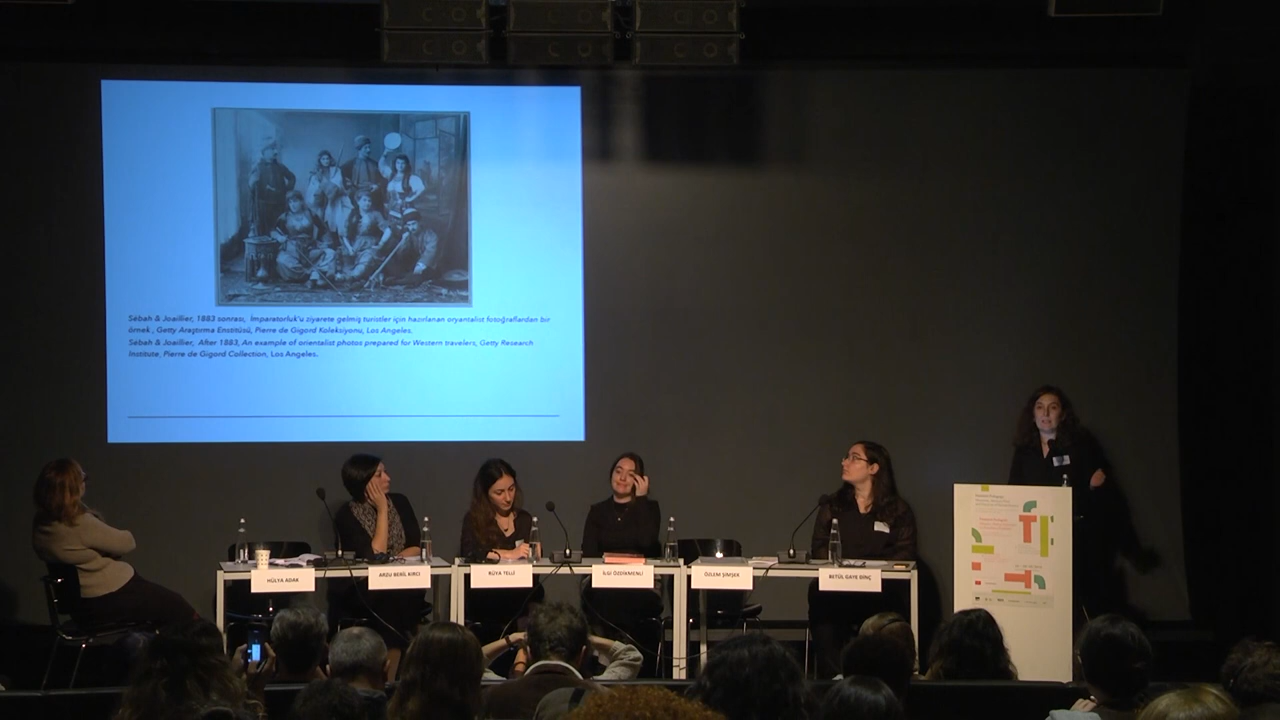 Sébah & Joaillier, 1883 sonrası, İmparatorluk'u ziyarete gelmiş turistler için hazırlanan oryantalist fotoğraflardan bir
örnek., Getty Araştırma Enstitüsü, Pierre de Gigord Koleksiyonu, Los Angeles.
Sébah & Joaillier, After 1883, An example of orientalist photos prepared for Western travelers, Getty Research
Institute, Pierre de Gigord Collection, Los Angeles.
HÜLYA ADAK
ARZU BERİL KIRCI
RÜYA TELLİ
İLGİ ÖZDİKMENLİ
ÖZLEM ŞİMŞEK
BETÜL GAYE DİNÇ